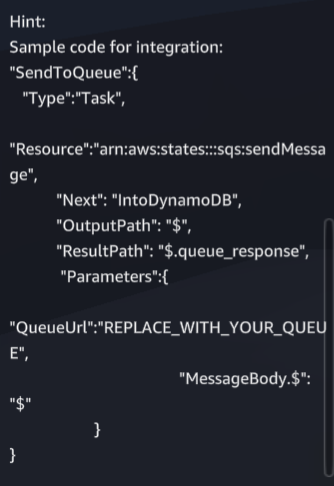 Hint:
Sample code for integration:
"SendToQueue":{
"Type":"Task",
"Resource":"arn:aws:states:::sqs:sendMessa
ge",
"Next": "IntoDynamoDB",
"OutputPath": "$",
"ResultPath": "$.queue_response",
"Parameters":{
"QueueUrl":"REPLACE_WITH_YOUR_QUEU
E",
"MessageBody.$":
"$"
}
}